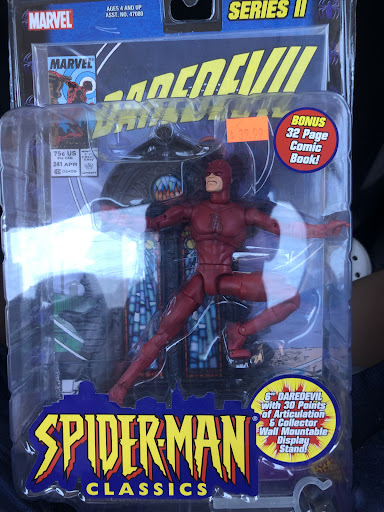 MARVEL
AGES 4 AND UP
ASST. NO. 47080
SERIES II
MARVEL
DAREDEVIL
75¢ US
241 APR
BONUS
32 Page
Comic
Book!
6" DAREDEVIL
with 30 Points
of Articulation
& Collector
Wall Mountable
Display
Stand!
SPIDER-MAN
CLASSICS